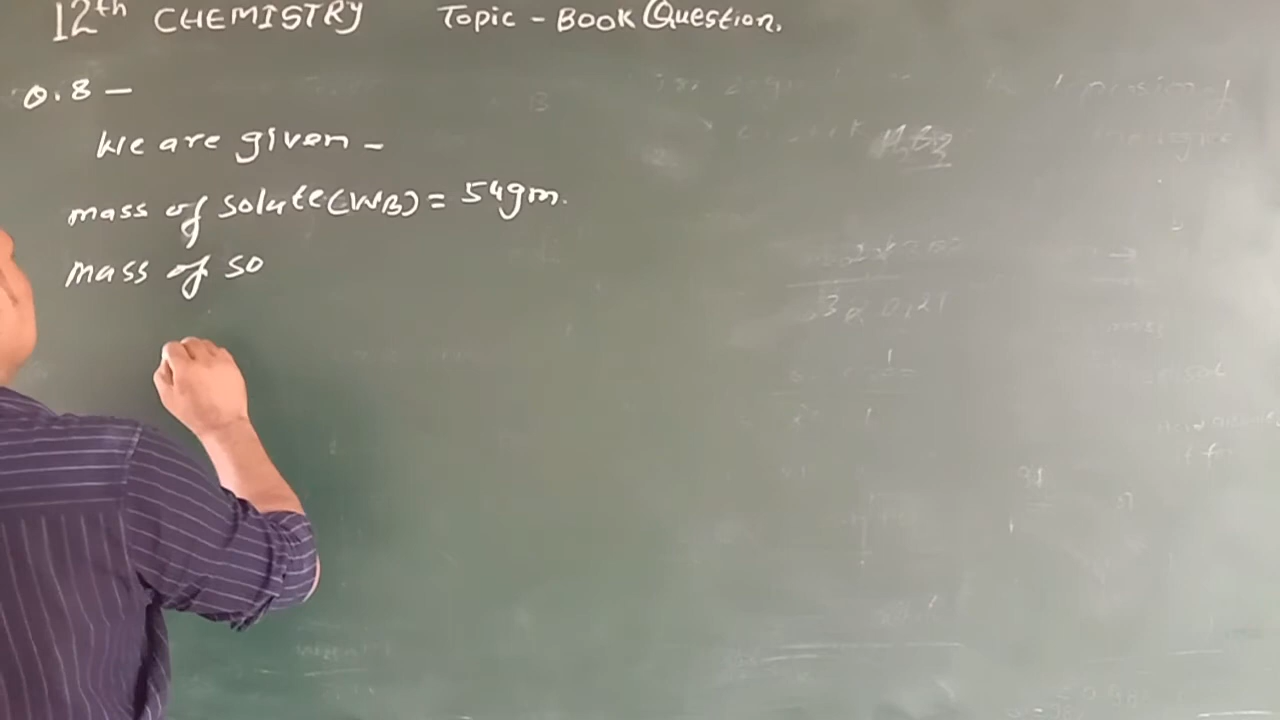 12th CHEMISTRY Topic - BOOK Question.
Q.8 -
We are given -
mass of solute(WB) = 54gm.
mass of so